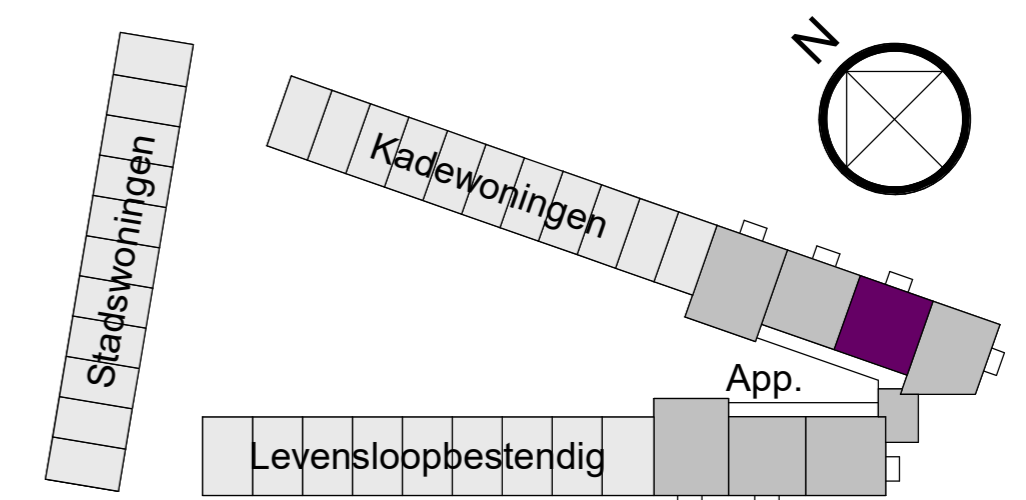 N
Kadewoningen
Stadswoningen
App.
Levensloopbestendig